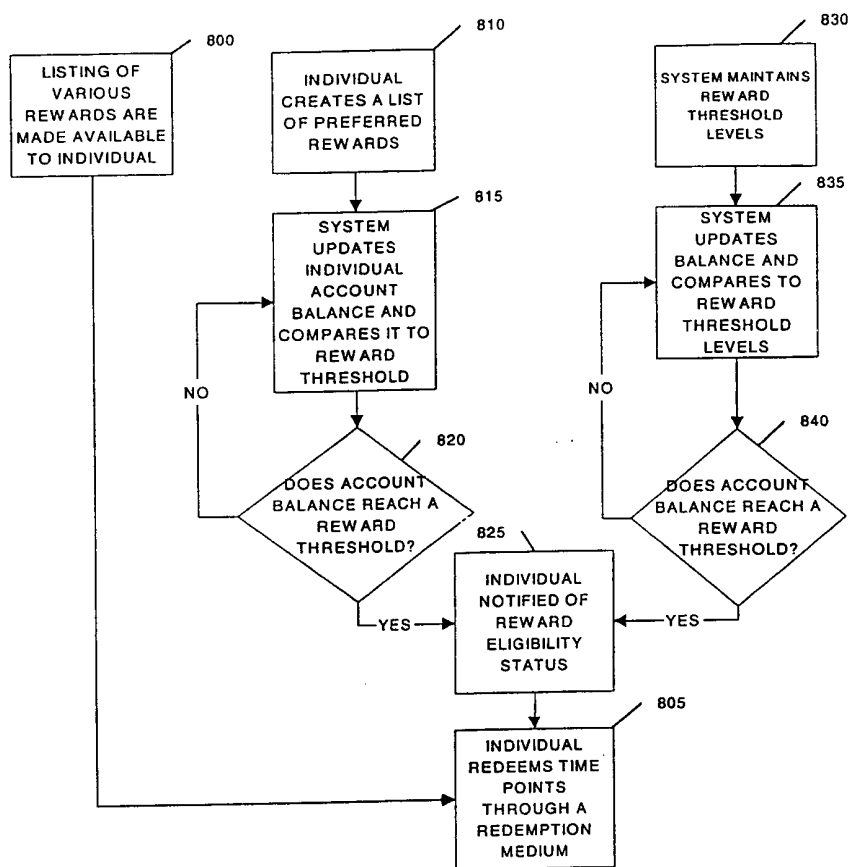 800
LISTING OF
VARIOUS
REWARDS ARE
MADE AVAILABLE
TO INDIVIDUAL
810
INDIVIDUAL
CREATES A LIST
OF PREFERRED
REWARDS
830
SYSTEM MAINTAINS
REWARD
THRESHOLD
LEVELS
815
SYSTEM
UPDATES
INDIVIDUAL
ACCOUNT
BALANCE AND
COMPARES IT TO
REWARD
THRESHOLD
835
SYSTEM
UPDATES
BALANCE AND
COMPARES TO
REWARD
THRESHOLD
LEVELS
NO
NO
820
DOES ACCOUNT
BALANCE REACH A
REWARD
THRESHOLD?
840
DOES ACCOUNT
BALANCE REACH A
REWARD
THRESHOLD?
825
INDIVIDUAL
NOTIFIED OF
REWARD
ELIGIBILITY
STATUS
YES
YES
805
INDIVIDUAL
REDEEMS TIME
POINTS
THROUGH A
REDEMPTION
MEDIUM